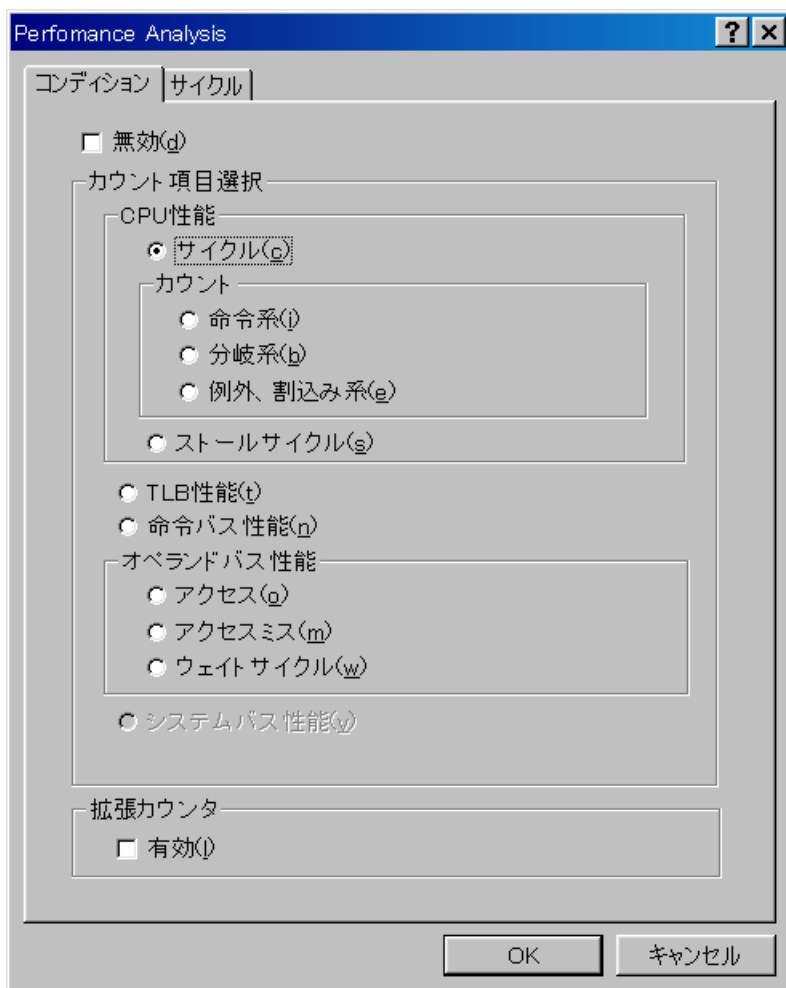 Perfomance Analysis
コンディション サイクル
無効(d)
カウント項目選択
CPU性能
サイクル(c)
カウント
命令系(i)
分岐系(b)
例外、割込み系(e)
ストールサイクル(s)
TLB性能(t)
命令バス性能(n)
オペランドバス性能
アクセス(o)
アクセスミス(m)
ウェイトサイクル(w)
システムバス性能(y)
拡張カウンタ
有効(l)
OK キャンセル